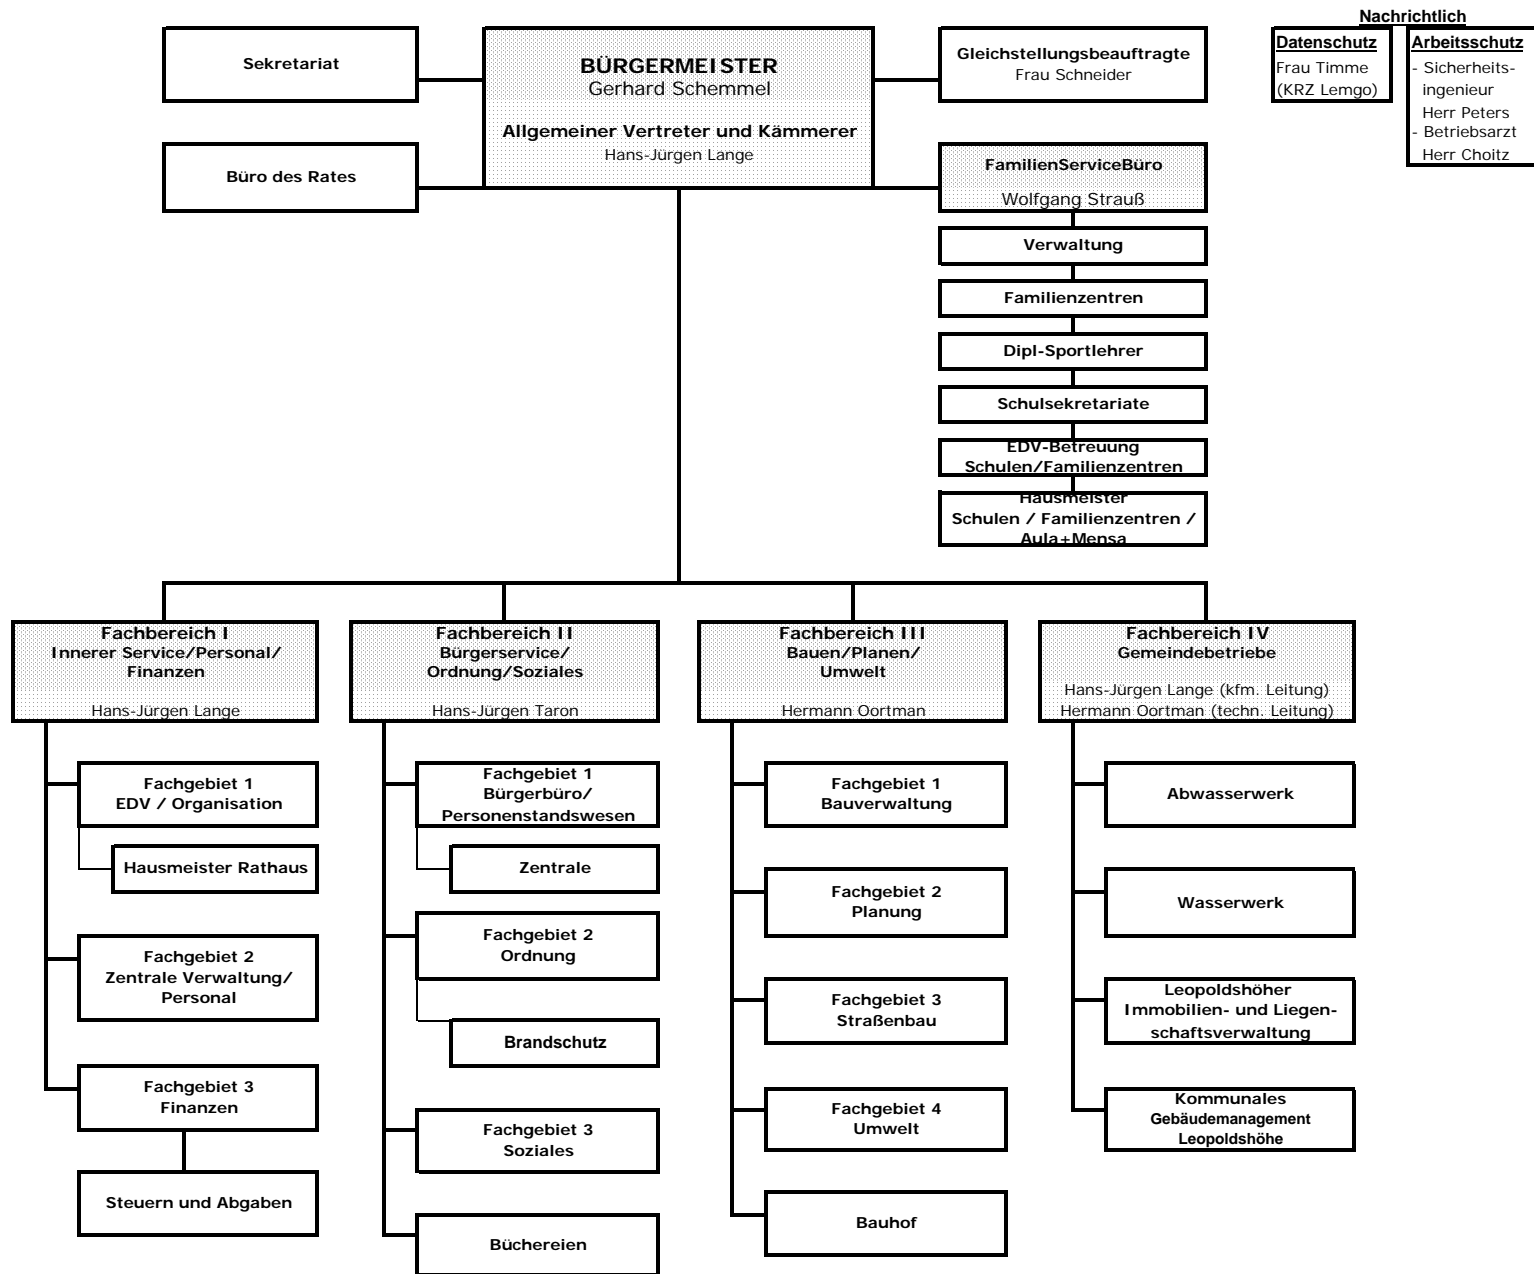 Nachrichtlich
Sekretariat
BÜRGERMEISTER
Gerhard Schemmel
Allgemeiner Vertreter und Kämmerer
Hans-Jürgen Lange
Gleichstellungsbeauftragte
Frau Schneider
Datenschutz
Frau Timme
(KRZ Lemgo)
Arbeitsschutz
- Sicherheits-
ingenieur
Herr Peters
- Betriebsarzt
Herr Choitz
Büro des Rates
FamilienServiceBüro
Wolfgang Strauß
Verwaltung
Familienzentren
Dipl-Sportlehrer
Schulsekretariate
EDV-Betreuung
Schulen/Familienzentren
Hausmeister
Schulen / Familienzentren /
Aula+Mensa
Fachbereich I
Innerer Service/Personal/
Finanzen
Hans-Jürgen Lange
Fachgebiet 1
EDV / Organisation
Hausmeister Rathaus
Fachgebiet 2
Zentrale Verwaltung/
Personal
Fachgebiet 3
Finanzen
Steuern und Abgaben
Fachbereich II
Bürgerservice/
Ordnung/Soziales
Hans-Jürgen Taron
Fachgebiet 1
Bürgerbüro/
Personenstandswesen
Zentrale
Fachgebiet 2
Ordnung
Brandschutz
Fachgebiet 3
Soziales
Büchereien
Fachbereich III
Bauen/Planen/
Umwelt
Hermann Oortman
Fachgebiet 1
Bauverwaltung
Fachgebiet 2
Planung
Fachgebiet 3
Straßenbau
Fachgebiet 4
Umwelt
Bauhof
Fachbereich IV
Gemeindebetriebe
Hans-Jürgen Lange (kfm. Leitung)
Hermann Oortman (techn. Leitung)
Abwasserwerk
Wasserwerk
Leopoldshöher
Immobilien- und Liegen-
schaftsverwaltung
Kommunales
Gebäudemanagement
Leopoldshöhe